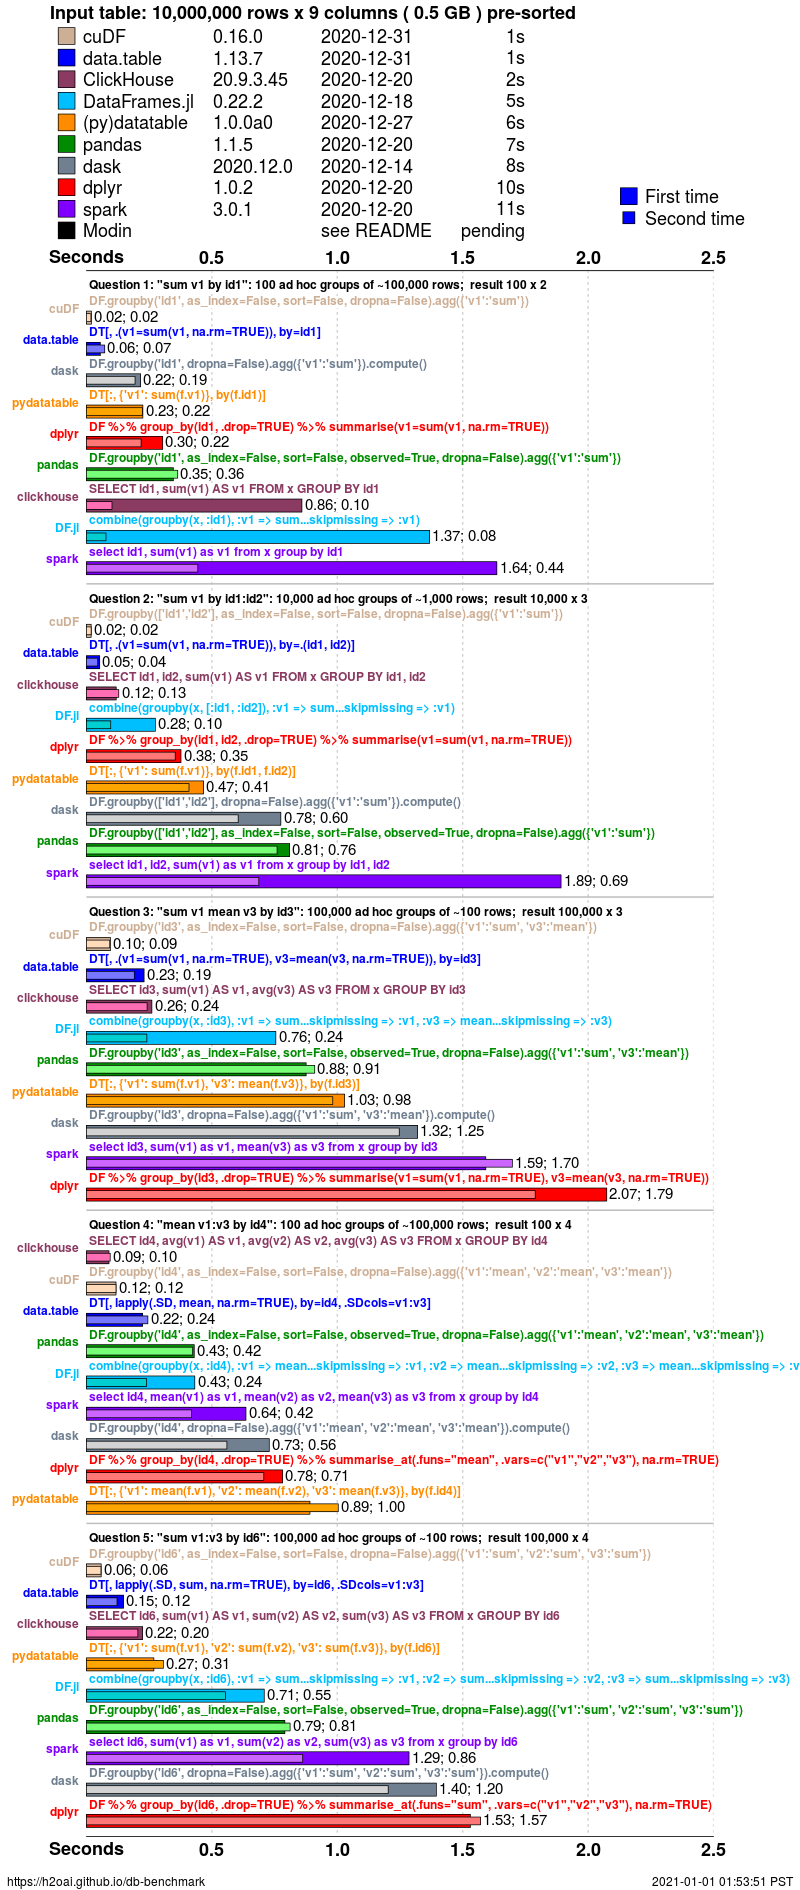 Input table: 10,000,000 rows x 9 columns ( 0.5 GB ) pre-sorted
cuDF 0.16.0 2020-12-31 1s
data.table 1.13.7 2020-12-31 1s
ClickHouse 20.9.3.45 2020-12-20 2s
DataFrames.jl 0.22.2 2020-12-18 5s
(py)datatable 1.0.0a0 2020-12-27 6s
pandas 1.1.5 2020-12-20 7s
dask 2020.12.0 2020-12-14 8s
dplyr 1.0.2 2020-12-20 10s
spark 3.0.1 2020-12-20 11s
Modin see README pending
First time
Second time
Seconds 0.5 1.0 1.5 2.0 2.5
Question 1: "sum v1 by id1": 100 ad hoc groups of ~100,000 rows; result 100 x 2
DF.groupby('id1', as_index=False, sort=False, dropna=False).agg({'v1':'sum'})
cuDF 0.02; 0.02
DT[, .(v1=sum(v1, na.rm=TRUE)), by=id1]
data.table 0.06; 0.07
DF.groupby('id1', dropna=False).agg({'v1':'sum'}).compute()
dask 0.22; 0.19
DT[:, {'v1': sum(f.v1)}, by(f.id1)]
pydatatable 0.23; 0.22
DF %>% group_by(id1, .drop=TRUE) %>% summarise(v1=sum(v1, na.rm=TRUE))
dplyr 0.30; 0.22
DF.groupby('id1', as_index=False, sort=False, observed=True, dropna=False).agg({'v1':'sum'})
pandas 0.35; 0.36
SELECT id1, sum(v1) AS v1 FROM x GROUP BY id1
clickhouse 0.86; 0.10
combine(groupby(x, :id1), :v1 => sum...skipmissing => :v1)
DF.jl 1.37; 0.08
select id1, sum(v1) as v1 from x group by id1
spark 1.64; 0.44
Question 2: "sum v1 by id1:id2": 10,000 ad hoc groups of ~1,000 rows; result 10,000 x 3
DF.groupby(['id1','id2'], as_index=False, sort=False, dropna=False).agg({'v1':'sum'})
cuDF 0.02; 0.02
DT[, .(v1=sum(v1, na.rm=TRUE)), by=.(id1, id2)]
data.table 0.05; 0.04
SELECT id1, id2, sum(v1) AS v1 FROM x GROUP BY id1, id2
clickhouse 0.12; 0.13
combine(groupby(x, [:id1, :id2]), :v1 => sum...skipmissing => :v1)
DF.jl 0.28; 0.10
DF %>% group_by(id1, id2, .drop=TRUE) %>% summarise(v1=sum(v1, na.rm=TRUE))
dplyr 0.38; 0.35
DT[:, {'v1': sum(f.v1)}, by(f.id1, f.id2)]
pydatatable 0.47; 0.41
DF.groupby(['id1','id2'], dropna=False).agg({'v1':'sum'}).compute()
dask 0.78; 0.60
DF.groupby(['id1','id2'], as_index=False, sort=False, observed=True, dropna=False).agg({'v1':'sum'})
pandas 0.81; 0.76
select id1, id2, sum(v1) as v1 from x group by id1, id2
spark 1.89; 0.69
Question 3: "sum v1 mean v3 by id3": 100,000 ad hoc groups of ~100 rows; result 100,000 x 3
DF.groupby('id3', as_index=False, sort=False, dropna=False).agg({'v1':'sum', 'v3':'mean'})
cuDF 0.10; 0.09
DT[, .(v1=sum(v1, na.rm=TRUE), v3=mean(v3, na.rm=TRUE)), by=id3]
data.table 0.23; 0.19
SELECT id3, sum(v1) AS v1, avg(v3) AS v3 FROM x GROUP BY id3
clickhouse 0.26; 0.24
combine(groupby(x, :id3), :v1 => sum...skipmissing => :v1, :v3 => mean...skipmissing => :v3)
DF.jl 0.76; 0.24
DF.groupby('id3', as_index=False, sort=False, observed=True, dropna=False).agg({'v1':'sum', 'v3':'mean'})
pandas 0.88; 0.91
DT[:, {'v1': sum(f.v1), 'v3': mean(f.v3)}, by(f.id3)]
pydatatable 1.03; 0.98
DF.groupby('id3', dropna=False).agg({'v1':'sum', 'v3':'mean'}).compute()
dask 1.32; 1.25
select id3, sum(v1) as v1, mean(v3) as v3 from x group by id3
spark 1.59; 1.70
DF %>% group_by(id3, .drop=TRUE) %>% summarise(v1=sum(v1, na.rm=TRUE), v3=mean(v3, na.rm=TRUE))
dplyr 2.07; 1.79
Question 4: "mean v1:v3 by id4": 100 ad hoc groups of ~100,000 rows; result 100 x 4
SELECT id4, avg(v1) AS v1, avg(v2) AS v2, avg(v3) AS v3 FROM x GROUP BY id4
clickhouse 0.09; 0.10
DF.groupby('id4', as_index=False, sort=False, dropna=False).agg({'v1':'mean', 'v2':'mean', 'v3':'mean'})
cuDF 0.12; 0.12
DT[, lapply(.SD, mean, na.rm=TRUE), by=id4, .SDcols=v1:v3]
data.table 0.22; 0.24
DF.groupby('id4', as_index=False, sort=False, observed=True, dropna=False).agg({'v1':'mean', 'v2':'mean', 'v3':'mean'})
pandas 0.43; 0.42
combine(groupby(x, :id4), :v1 => mean...skipmissing => :v1, :v2 => mean...skipmissing => :v2, :v3 => mean...skipmissing => :v
DF.jl 0.43; 0.24
select id4, mean(v1) as v1, mean(v2) as v2, mean(v3) as v3 from x group by id4
spark 0.64; 0.42
DF.groupby('id4', dropna=False).agg({'v1':'mean', 'v2':'mean', 'v3':'mean'}).compute()
dask 0.73; 0.56
DF %>% group_by(id4, .drop=TRUE) %>% summarise_at(.funs="mean", .vars=c("v1","v2","v3"), na.rm=TRUE)
dplyr 0.78; 0.71
DT[:, {'v1': mean(f.v1), 'v2': mean(f.v2), 'v3': mean(f.v3)}, by(f.id4)]
pydatatable 0.89; 1.00
Question 5: "sum v1:v3 by id6": 100,000 ad hoc groups of ~100 rows; result 100,000 x 4
DF.groupby('id6', as_index=False, sort=False, dropna=False).agg({'v1':'sum', 'v2':'sum', 'v3':'sum'})
cuDF 0.06; 0.06
DT[, lapply(.SD, sum, na.rm=TRUE), by=id6, .SDcols=v1:v3]
data.table 0.15; 0.12
SELECT id6, sum(v1) AS v1, sum(v2) AS v2, sum(v3) AS v3 FROM x GROUP BY id6
clickhouse 0.22; 0.20
DT[:, {'v1': sum(f.v1), 'v2': sum(f.v2), 'v3': sum(f.v3)}, by(f.id6)]
pydatatable 0.27; 0.31
combine(groupby(x, :id6), :v1 => sum...skipmissing => :v1, :v2 => sum...skipmissing => :v2, :v3 => sum...skipmissing => :v3)
DF.jl 0.71; 0.55
DF.groupby('id6', as_index=False, sort=False, observed=True, dropna=False).agg({'v1':'sum', 'v2':'sum', 'v3':'sum'})
pandas 0.79; 0.81
select id6, sum(v1) as v1, sum(v2) as v2, sum(v3) as v3 from x group by id6
spark 1.29; 0.86
DF.groupby('id6', dropna=False).agg({'v1':'sum', 'v2':'sum', 'v3':'sum'}).compute()
dask 1.40; 1.20
DF %>% group_by(id6, .drop=TRUE) %>% summarise_at(.funs="sum", .vars=c("v1","v2","v3"), na.rm=TRUE)
dplyr 1.53; 1.57
Seconds 0.5 1.0 1.5 2.0 2.5
https://h2oai.github.io/db-benchmark 2021-01-01 01:53:51 PST